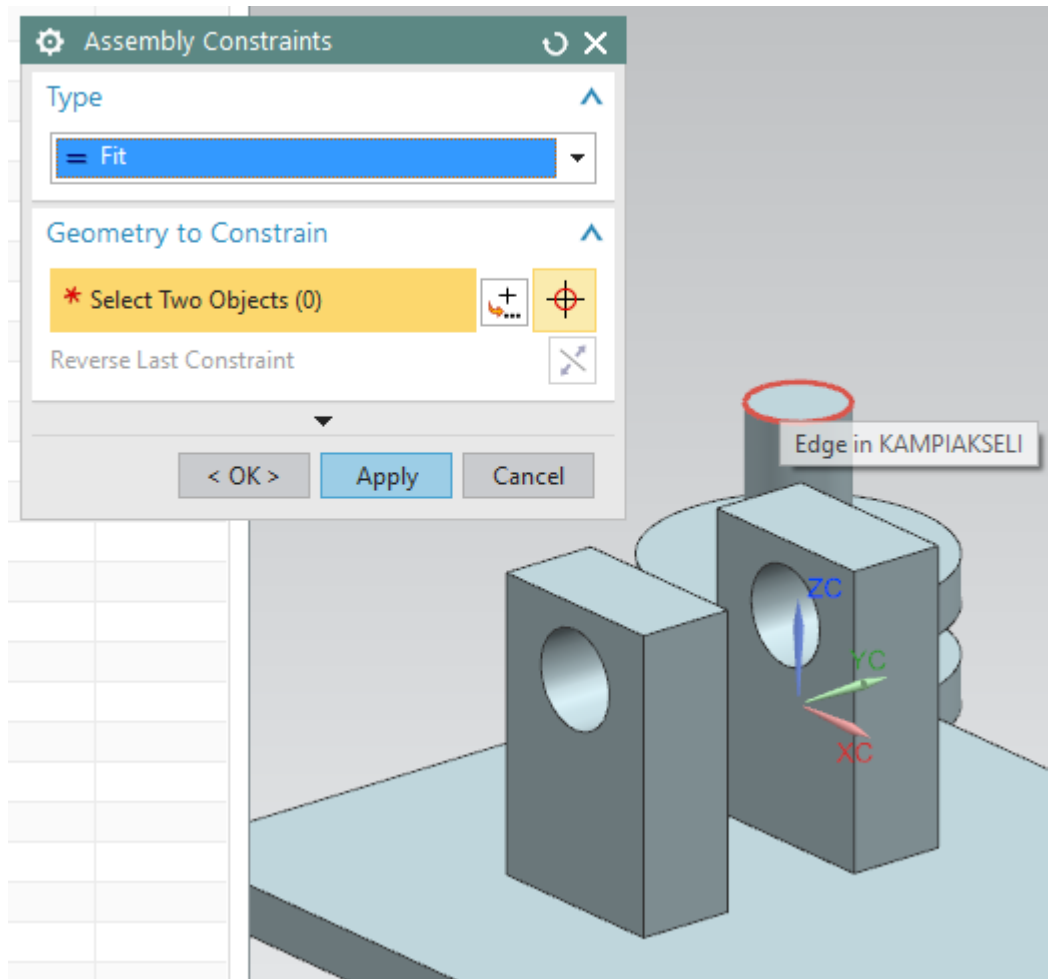 Assembly Constraints
Type
= Fit
Geometry to Constrain
* Select Two Objects (0)
Reverse Last Constraint
< OK >
Apply
Cancel
Edge in KAMPIAKSELI
ZC
YC
XC